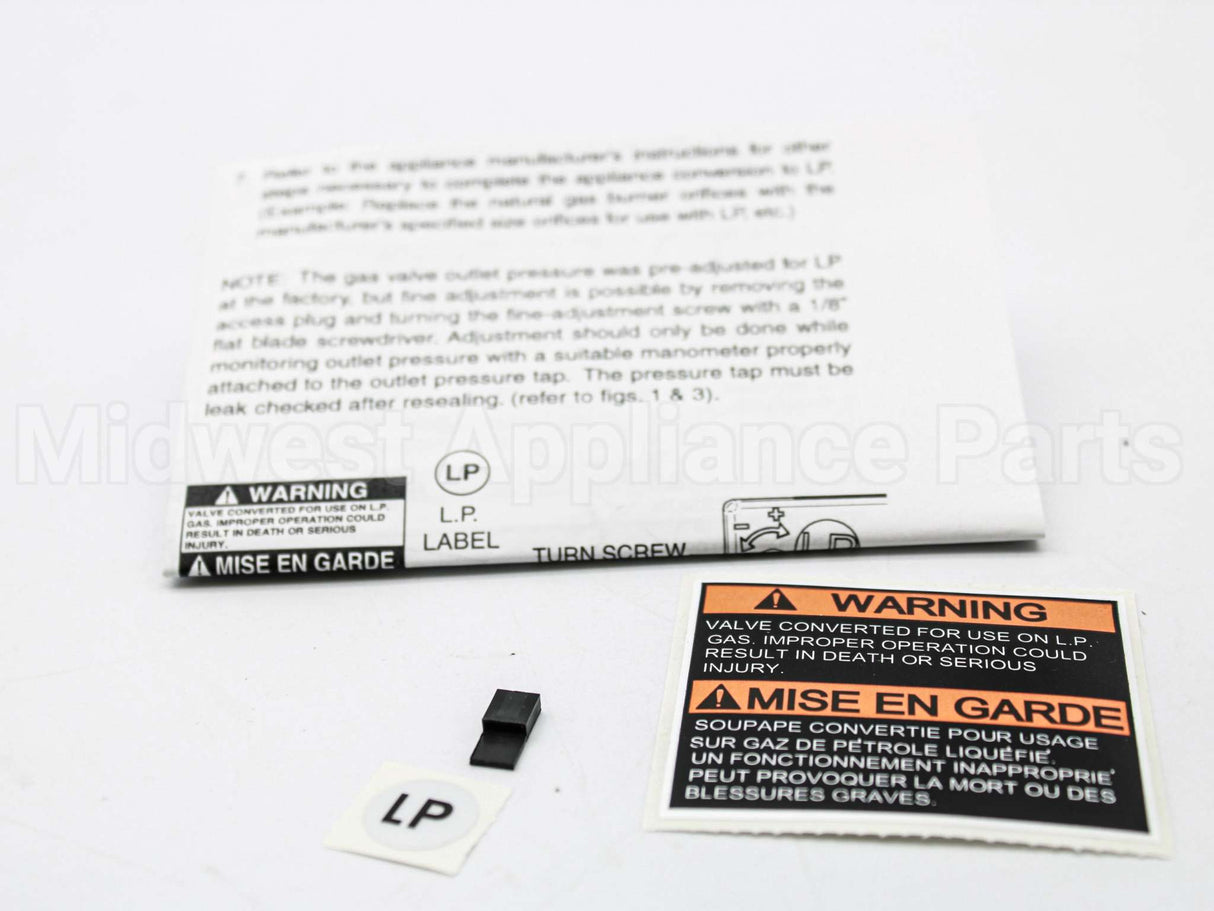 7. Refer to the appliance manufacturer's instructions for other
steps necessary to complete the appliance conversion to LP.
(Example: Replace the natural gas burner orifices with the
manufacturer's specified size orifices for use with LP, etc.)
NOTE: The gas valve outlet pressure was pre-adjusted for LP
at the factory, but fine adjustment is possible by removing the
access plug and turning the fine-adjustment screw with a 1/8"
flat blade screwdriver. Adjustment should only be done while
monitoring outlet pressure with a suitable manometer properly
attached to the outlet pressure tap. The pressure tap must be
leak checked after resealing. (refer to figs. 1 & 3).
Midwest Appliance Parts
WARNING
VALVE CONVERTED FOR USE ON L.P.
GAS. IMPROPER OPERATION COULD
RESULT IN DEATH OR SERIOUS
INJURY.
MISE EN GARDE
LP
L.P.
LABEL
TURN SCREW
- +
LP
WARNING
VALVE CONVERTED FOR USE ON L.P.
GAS. IMPROPER OPERATION COULD
RESULT IN DEATH OR SERIOUS
INJURY.
MISE EN GARDE
SOUPAPE CONVERTIE POUR USAGE
SUR GAZ DE PÉTROLE LIQUÉFIÉ.
UN FONCTIONNEMENT INAPPROPRIÉ
PEUT PROVOQUER LA MORT OU DES
BLESSURES GRAVES.
LP